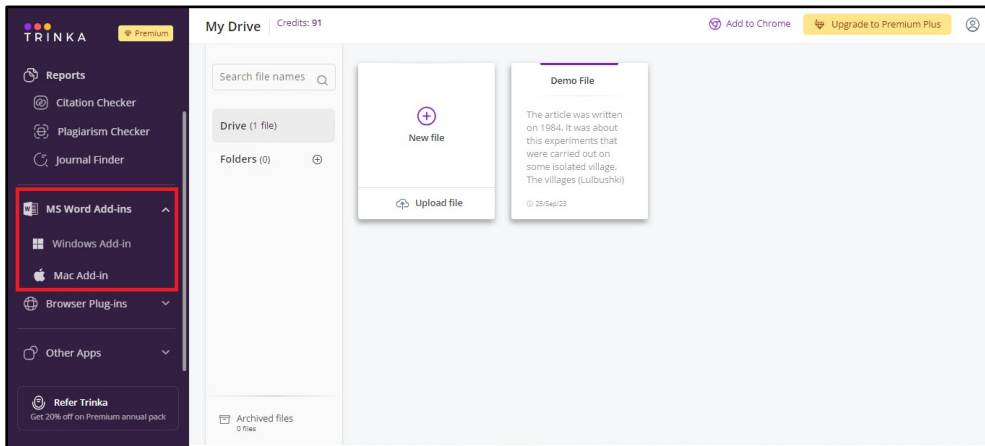 TRINKA
Premium
Reports
Citation Checker
Plagiarism Checker
Journal Finder
MS Word Add-ins
Windows Add-in
Mac Add-in
Browser Plug-ins
Other Apps
Refer Trinka
Get 20% off on Premium annual pack
My Drive
Credits: 91
Add to Chrome
Upgrade to Premium Plus
Search file names
Drive (1 file)
Folders (0)
Archived files
0 files
New file
Upload file
Demo File
The article was written
on 1984. It was about
this experiments that
were carried out on
some isolated village.
The villages (Lulbushki)
25/Sep/23